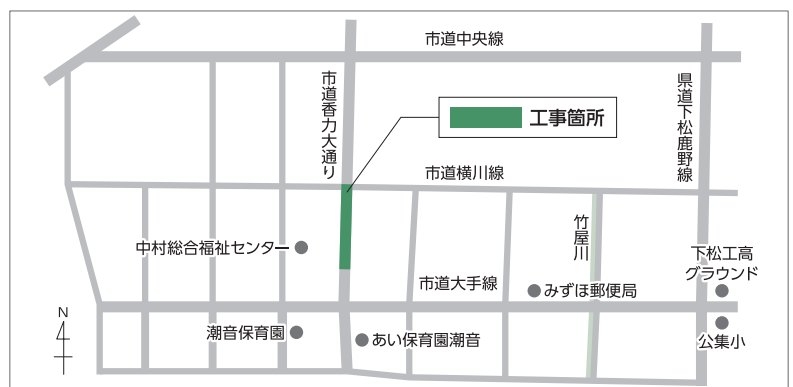 市道中央線
市道香力大通り
工事箇所
県道下松鹿野線
市道横川線
竹屋川
中村総合福祉センター
下松工高
グラウンド
市道大手線
みずほ郵便局
N
潮音保育園
あい保育園潮音
公集小